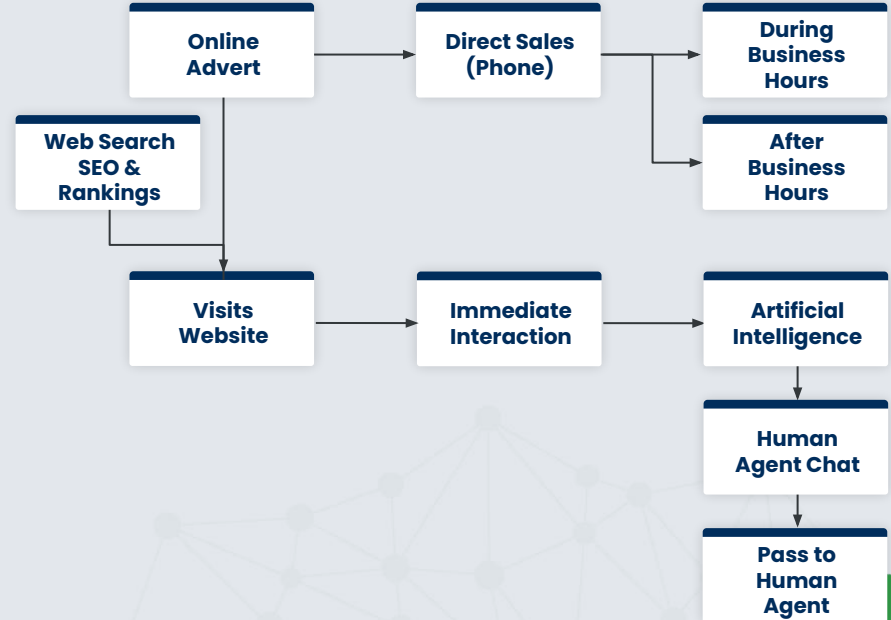 Online
Advert
Direct Sales
(Phone)
During
Business
Hours
Web Search
SEO &
Rankings
After
Business
Hours
Visits
Website
Immediate
Interaction
Artificial
Intelligence
Human
Agent Chat
Pass to
Human
Agent